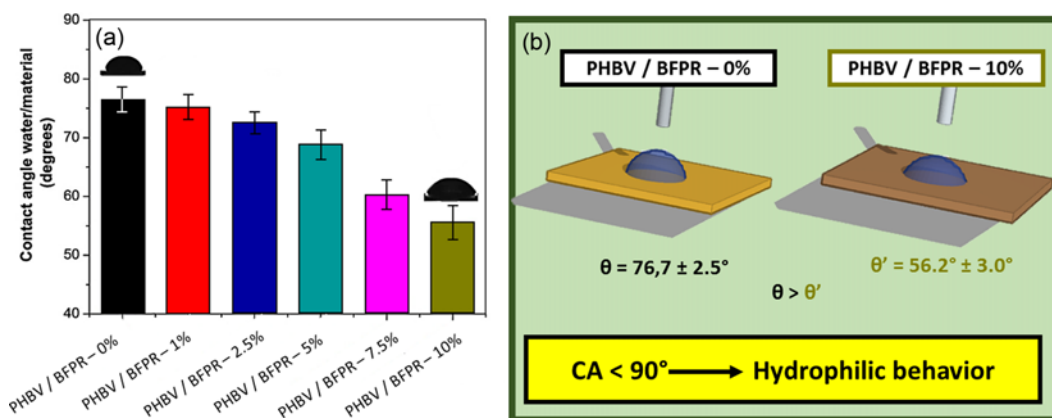 (a)
Contact angle water/material
(degrees)
90
80
70
60
50
40
PHBV / BFPR – 0%
PHBV / BFPR – 1%
PHBV / BFPR – 2.5%
PHBV / BFPR – 5%
PHBV / BFPR – 7.5%
PHBV / BFPR – 10%
(b)
PHBV / BFPR – 0%
PHBV / BFPR – 10%
θ = 76,7 ± 2.5°
θ’ = 56.2° ± 3.0°
θ > θ’
CA < 90° → Hydrophilic behavior